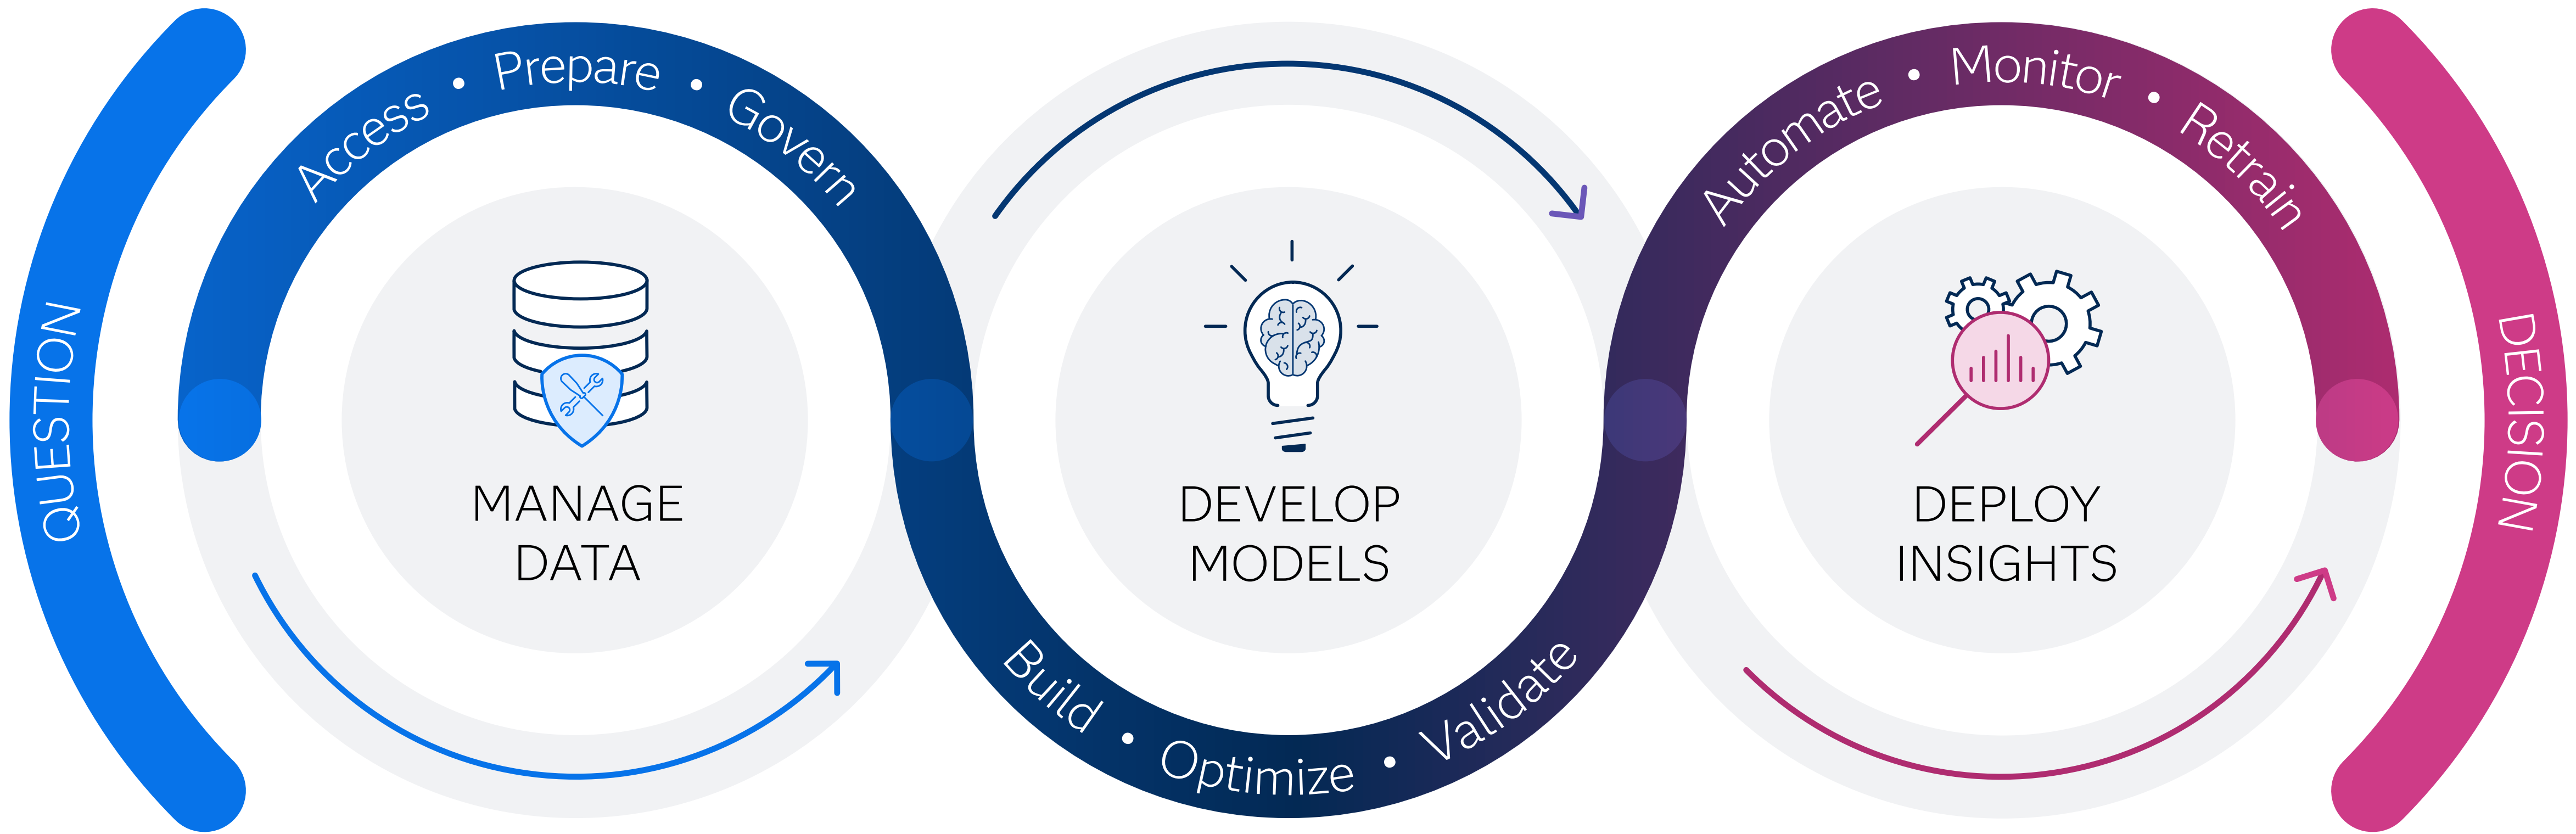 QUESTION
Access • Prepare • Govern
MANAGE
DATA
Build • Optimize • Validate
DEVELOP
MODELS
Automate • Monitor • Retrain
DEPLOY
INSIGHTS
DECISION